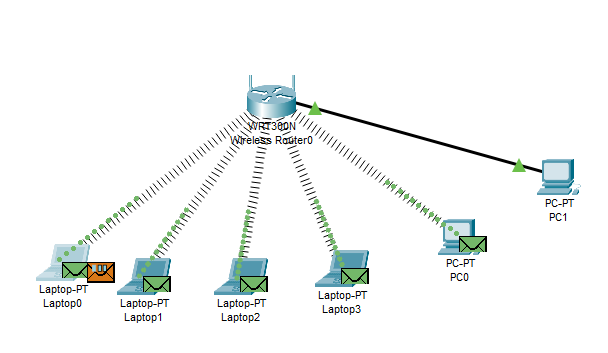 WRT300N
Wireless Router0
PC-PT
PC1
PC-PT
PC0
Laptop-PT
Laptop0
Laptop-PT
Laptop1
Laptop-PT
Laptop2
Laptop-PT
Laptop3